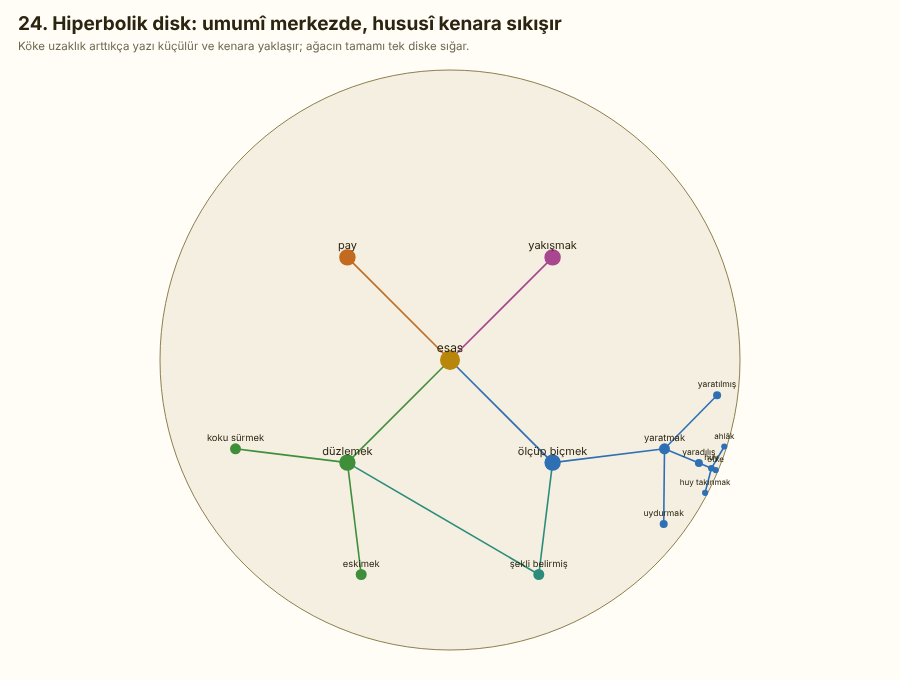 24. Hiperbolik disk: umumî merkezde, hususî kenara sıkışır
Köke uzaklık arttıkça yazı küçülür ve kenara yaklaşır; ağacın tamamı tek diske sığar.
pay
yakışmak
esas
yaratılmış
koku sürmek
düzlemek
ölçüp biçmek
yaratmak
ahlâk
yaradılış
huy takınmak
uydurmak
eskimek
şekli belirmiş